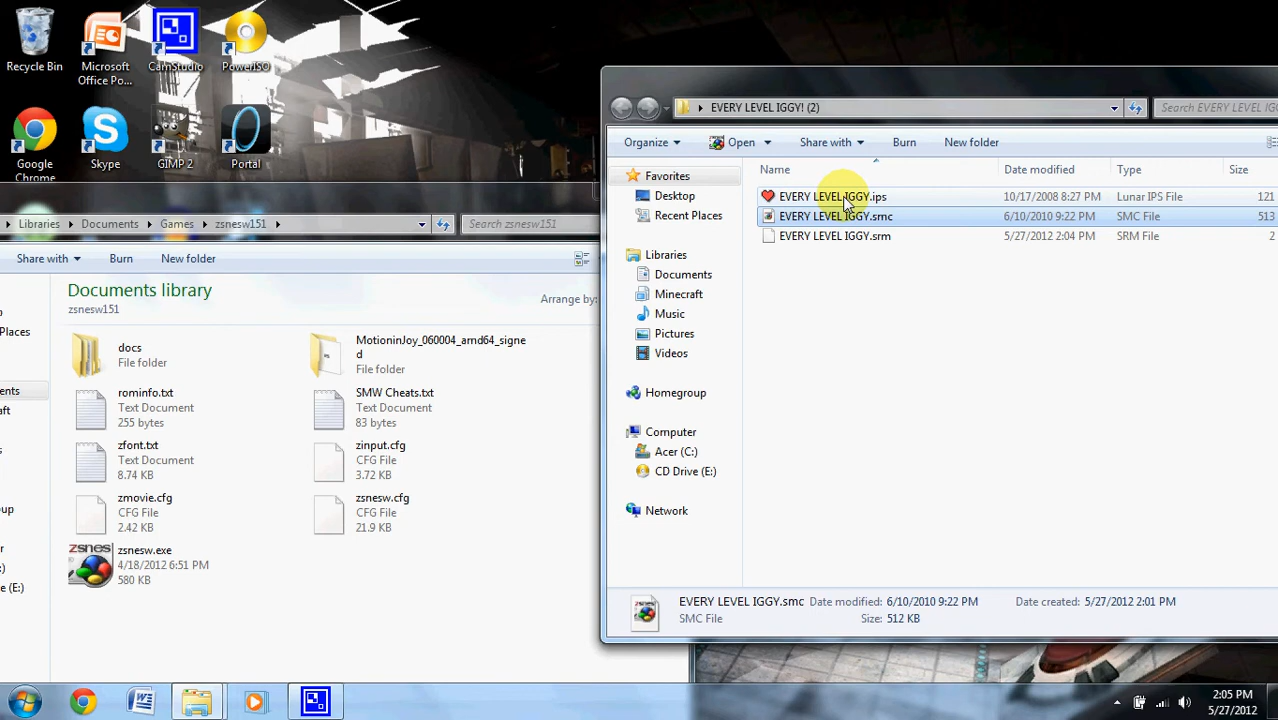 Recycle Bin
Microsoft
Office Po...
CamStudio
PowerISO
Google
Chrome
Skype
GIMP 2
Portal
Libraries
Documents
Games
zsnesw151
Search zsnesw151
Share with
Burn
New folder
Documents library
zsnesw151
Arrange by:
Places
docs
File folder
MotioninJoy_060004_amd64_signe
d
File folder
rominfo.txt
Text Document
255 bytes
SMW Cheats.txt
Text Document
83 bytes
zfont.txt
Text Document
8.74 KB
zinput.cfg
CFG File
3.72 KB
zmovie.cfg
CFG File
2.42 KB
zsnesw.cfg
CFG File
21.9 KB
zsnes
zsnesw.exe
4/18/2012 6:51 PM
580 KB
ents
aft
oup
:)
e (E:)
EVERY LEVEL IGGY! (2)
Search EVERY LEVEL IG
Organize
Open
Share with
Burn
New folder
Name
Date modified
Type
Size
EVERY LEVEL IGGY.ips
10/17/2008 8:27 PM
Lunar IPS File
121
EVERY LEVEL IGGY.smc
6/10/2010 9:22 PM
SMC File
513
EVERY LEVEL IGGY.srm
5/27/2012 2:04 PM
SRM File
2
Favorites
Desktop
Recent Places
Libraries
Documents
Minecraft
Music
Pictures
Videos
Homegroup
Computer
Acer (C:)
CD Drive (E:)
Network
EVERY LEVEL IGGY.smc Date modified: 6/10/2010 9:22 PM Date created: 5/27/2012 2:01 PM
SMC File Size: 512 KB
2:05 PM
5/27/2012